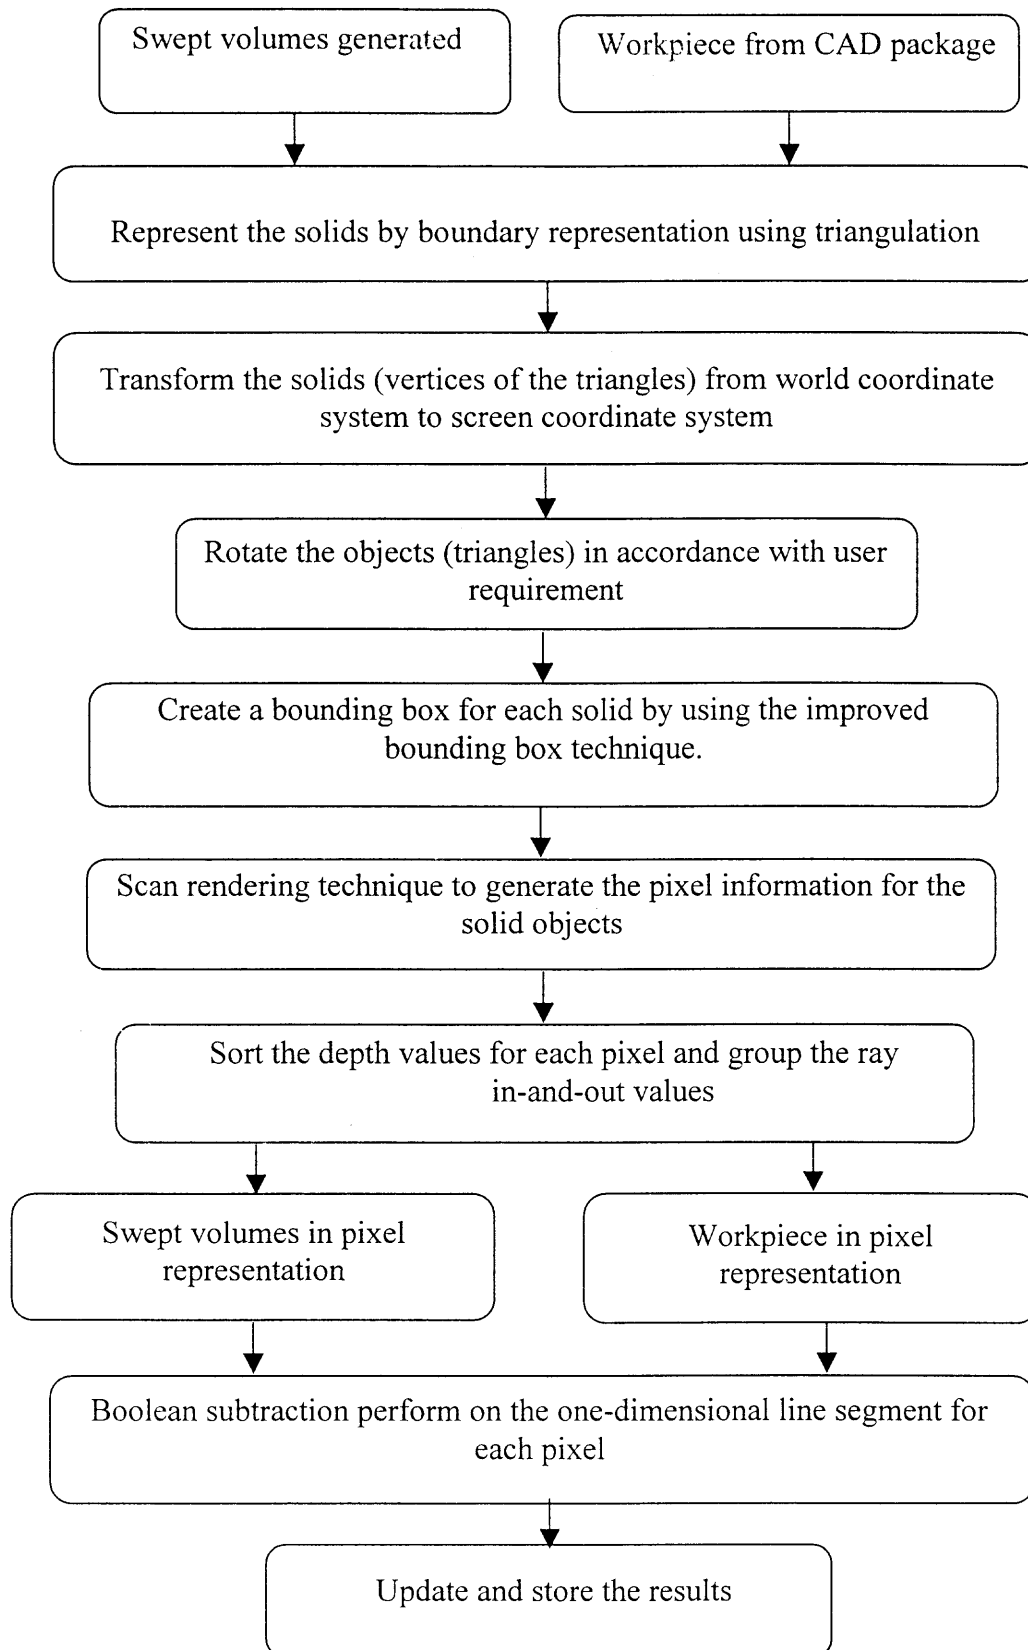 Swept volumes generated
Workpiece from CAD package
Represent the solids by boundary representation using triangulation
Transform the solids (vertices of the triangles) from world coordinate
system to screen coordinate system
Rotate the objects (triangles) in accordance with user
requirement
Create a bounding box for each solid by using the improved
bounding box technique.
Scan rendering technique to generate the pixel information for the
solid objects
Sort the depth values for each pixel and group the ray
in-and-out values
Swept volumes in pixel
representation
Workpiece in pixel
representation
Boolean subtraction perform on the one-dimensional line segment for
each pixel
Update and store the results